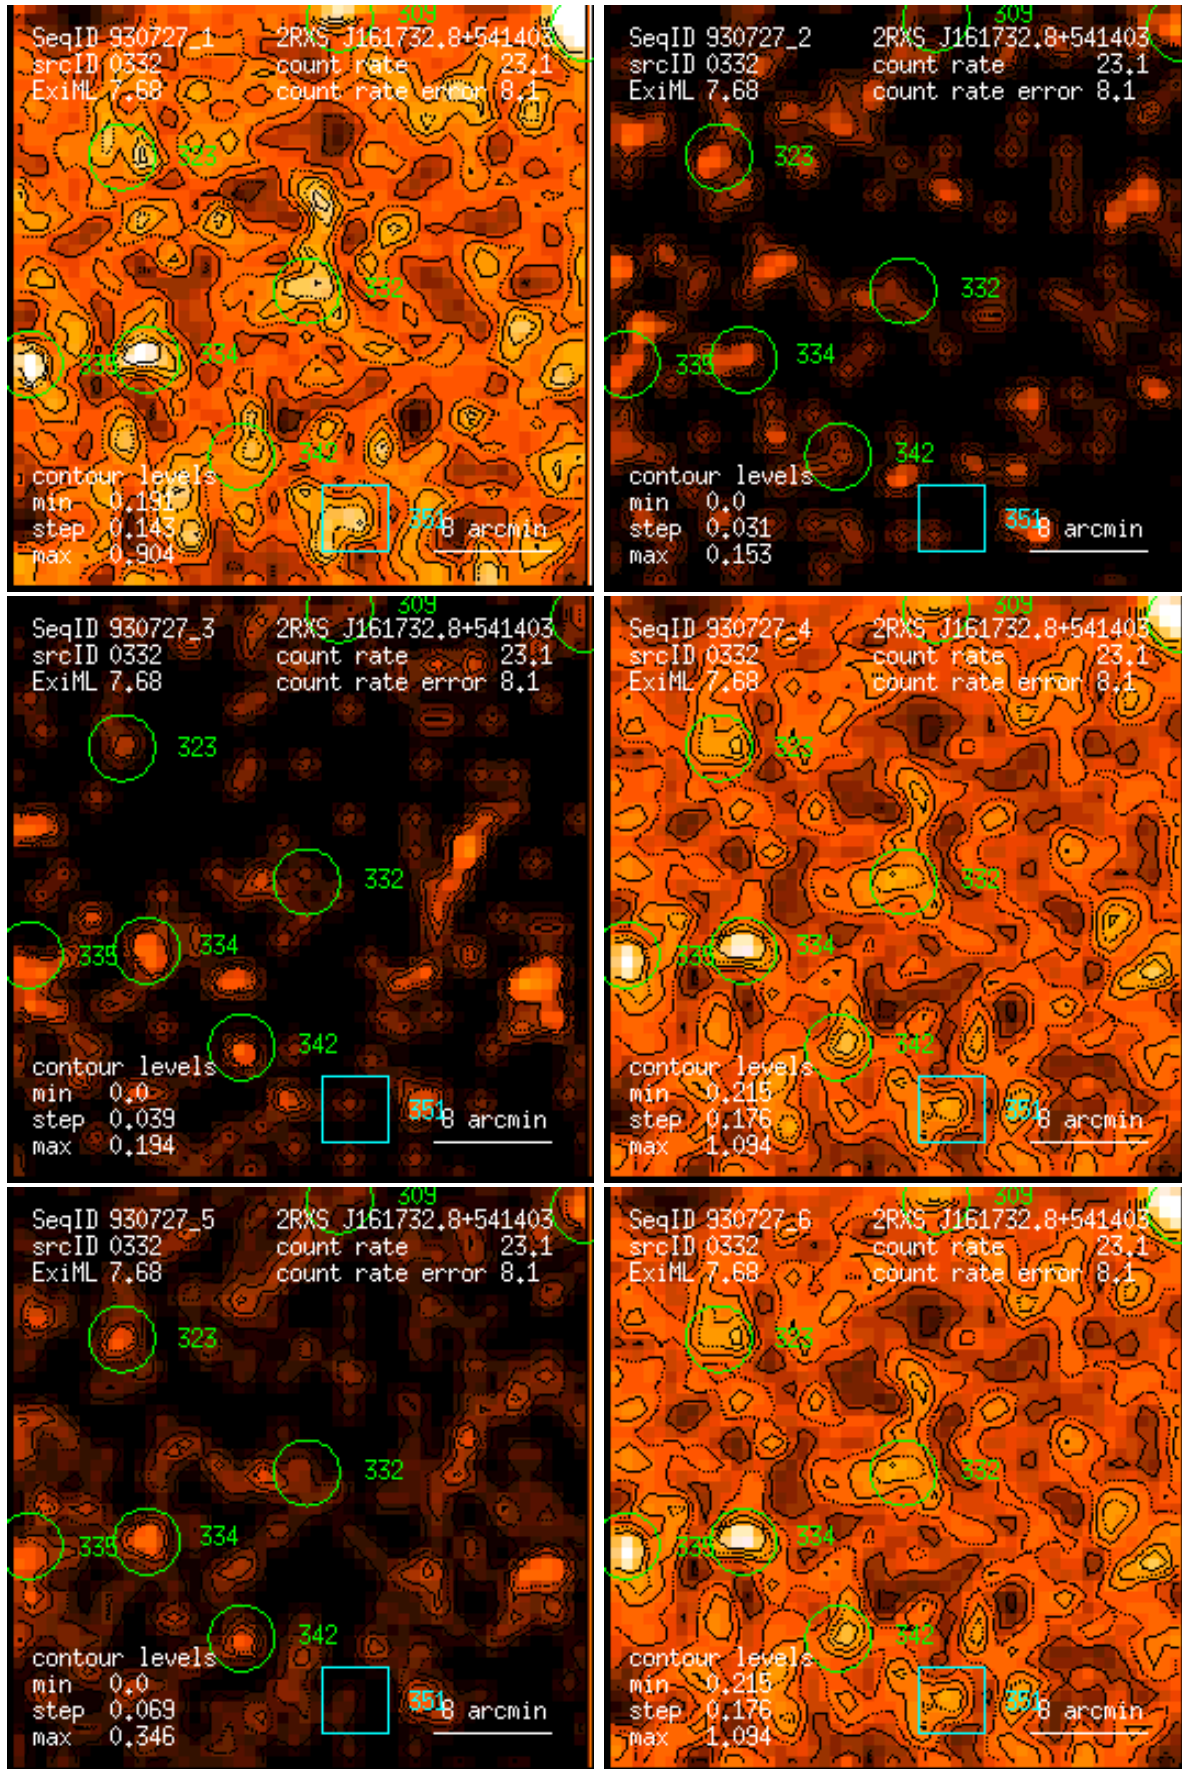 309
SeqID 930727_1 2RXS J161732.8+541403
srcID 0332 count rate 23.1
ExiML 7.68 count rate error 8.1
323
332
335 334
342
contour levels
min 0.191
step 0.143
max 0.904
351
8 arcmin
309
SeqID 930727_2 2RXS J161732.8+541403
srcID 0332 count rate 23.1
ExiML 7.68 count rate error 8.1
323
332
335 334
342
contour levels
min 0.0
step 0.031
max 0.153
351
8 arcmin
309
SeqID 930727_3 2RXS J161732.8+541403
srcID 0332 count rate 23.1
ExiML 7.68 count rate error 8.1
323
332
335 334
342
contour levels
min 0.0
step 0.039
max 0.194
351
8 arcmin
309
SeqID 930727_4 2RXS J161732.8+541403
srcID 0332 count rate 23.1
ExiML 7.68 count rate error 8.1
323
332
335 334
342
contour levels
min 0.215
step 0.176
max 1.094
351
8 arcmin
309
SeqID 930727_5 2RXS J161732.8+541403
srcID 0332 count rate 23.1
ExiML 7.68 count rate error 8.1
323
332
335 334
342
contour levels
min 0.0
step 0.069
max 0.346
351
8 arcmin
309
SeqID 930727_6 2RXS J161732.8+541403
srcID 0332 count rate 23.1
ExiML 7.68 count rate error 8.1
323
332
335 334
342
contour levels
min 0.215
step 0.176
max 1.094
351
8 arcmin